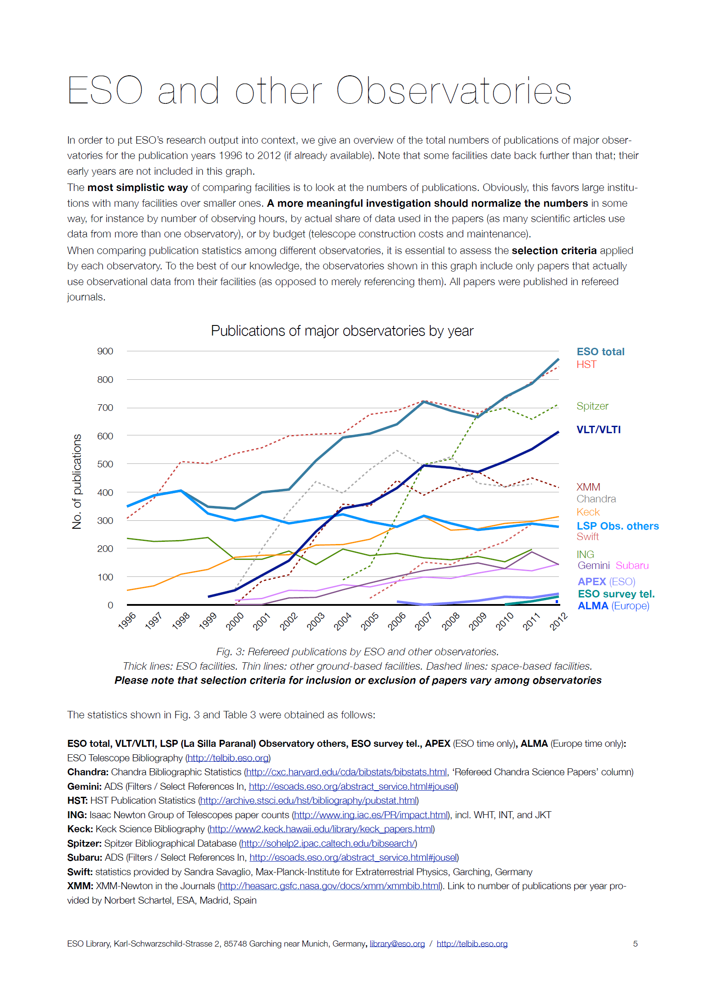 ESO and other Observatories
In order to put ESO’s research output into context, we give an overview of the total numbers of publications of major obser-
vatories for the publication years 1996 to 2012 (if already available). Note that some facilities date back further than that; their
early years are not included in this graph.
The most simplistic way of comparing facilities is to look at the numbers of publications. Obviously, this favors large institu-
tions with many facilities over smaller ones. A more meaningful investigation should normalize the numbers in some
way, for instance by number of observing hours, by actual share of data used in the papers (as many scientific articles use
data from more than one observatory), or by budget (telescope construction costs and maintenance).
When comparing publication statistics among different observatories, it is essential to assess the selection criteria applied
by each observatory. To the best of our knowledge, the observatories shown in this graph include only papers that actually
use observational data from their facilities (as opposed to merely referencing them). All papers were published in refereed
journals.
Publications of major observatories by year
No. of publications
900
800
700
600
500
400
300
200
100
0
1996 1997 1998 1999 2000 2001 2002 2003 2004 2005 2006 2007 2008 2009 2010 2011 2012
ESO total
HST
Spitzer
VLT/VLTI
XMM
Chandra
Keck
LSP Obs. others
Swift
ING
Gemini Subaru
APEX (ESO)
ESO survey tel.
ALMA (Europe)
Fig. 3: Refereed publications by ESO and other observatories.
Thick lines: ESO facilities. Thin lines: other ground-based facilities. Dashed lines: space-based facilities.
Please note that selection criteria for inclusion or exclusion of papers vary among observatories
The statistics shown in Fig. 3 and Table 3 were obtained as follows:
ESO total, VLT/VLTI, LSP (La Silla Paranal) Observatory others, ESO survey tel., APEX (ESO time only), ALMA (Europe time only):
ESO Telescope Bibliography (http://telbib.eso.org)
Chandra: Chandra Bibliographic Statistics (http://cxc.harvard.edu/cda/bibstats/bibstats.html, ‘Refereed Chandra Science Papers’ column)
Gemini: ADS (Filters / Select References In, http://esoads.eso.org/abstract_service.html#jousel)
HST: HST Publication Statistics (http://archive.stsci.edu/hst/bibliography/pubstat.html)
ING: Isaac Newton Group of Telescopes paper counts (http://www.ing.iac.es/PR/impact.html), incl. WHT, INT, and JKT
Keck: Keck Science Bibliography (http://www2.keck.hawaii.edu/library/keck_papers.html)
Spitzer: Spitzer Bibliographical Database (http://sohelp2.ipac.caltech.edu/bibsearch/)
Subaru: ADS (Filters / Select References In, http://esoads.eso.org/abstract_service.html#jousel)
Swift: statistics provided by Sandra Savaglio, Max-Planck-Institute for Extraterrestrial Physics, Garching, Germany
XMM: XMM-Newton in the Journals (http://heasarc.gsfc.nasa.gov/docs/xmm/xmmbib.html). Link to number of publications per year pro-
vided by Norbert Schartel, ESA, Madrid, Spain
ESO Library, Karl-Schwarzschild-Strasse 2, 85748 Garching near Munich, Germany, library@eso.org / http://telbib.eso.org
5